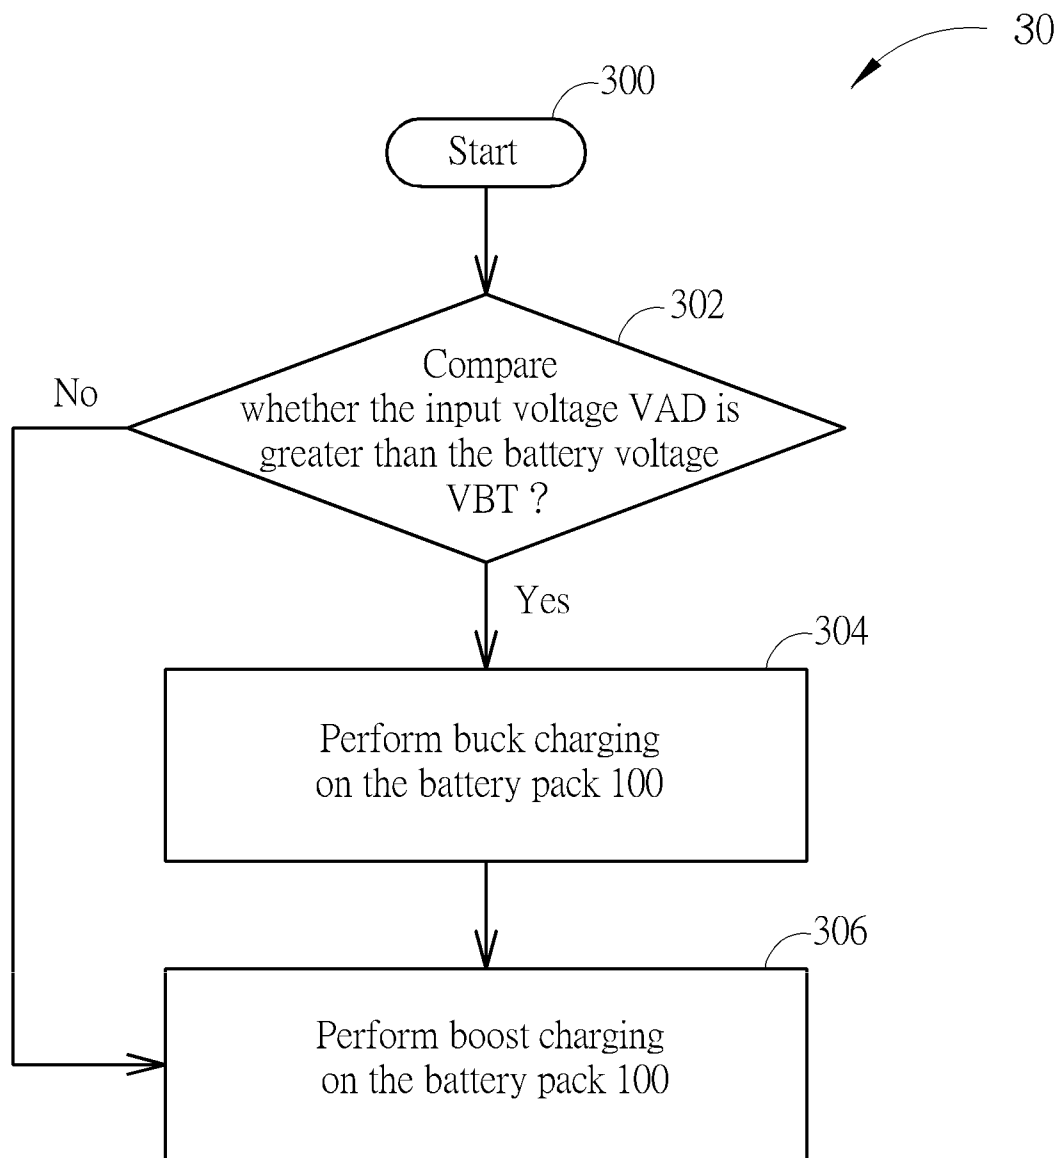 30
300
Start
302
Compare
whether the input voltage VAD is
greater than the battery voltage
VBT ?
No
Yes
304
Perform buck charging
on the battery pack 100
306
Perform boost charging
on the battery pack 100